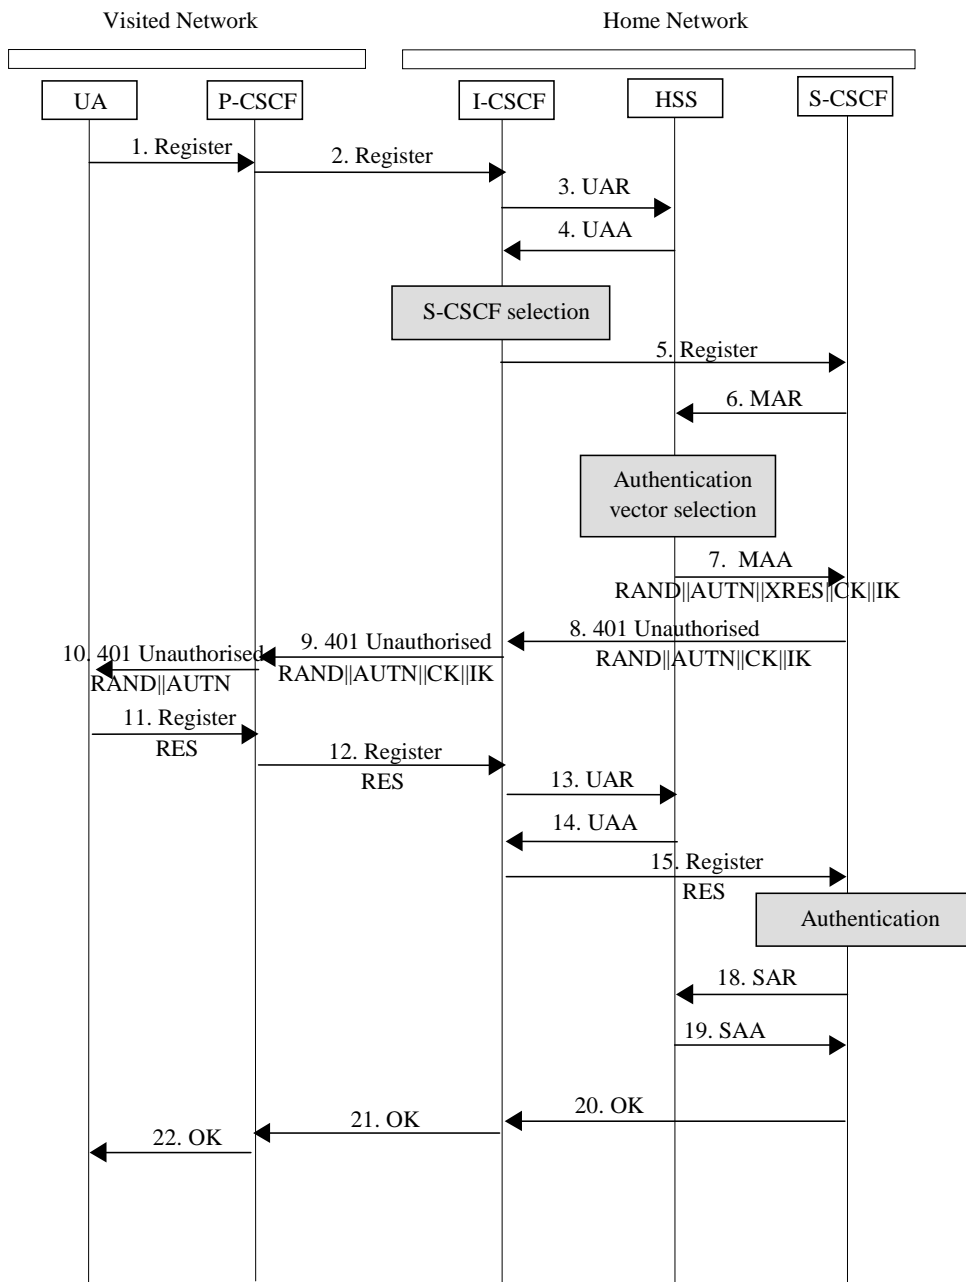 Visited Network
Home Network
UA
P-CSCF
I-CSCF
HSS
S-CSCF
1. Register
2. Register
3. UAR
4. UAA
S-CSCF selection
5. Register
6. MAR
Authentication
vector selection
7. MAA
RAND||AUTN||XRES||CK||IK
8. 401 Unauthorised
RAND||AUTN||CK||IK
9. 401 Unauthorised
RAND||AUTN||CK||IK
10. 401 Unauthorised
RAND||AUTN
11. Register
RES
12. Register
RES
13. UAR
14. UAA
15. Register
RES
Authentication
18. SAR
19. SAA
20. OK
21. OK
22. OK